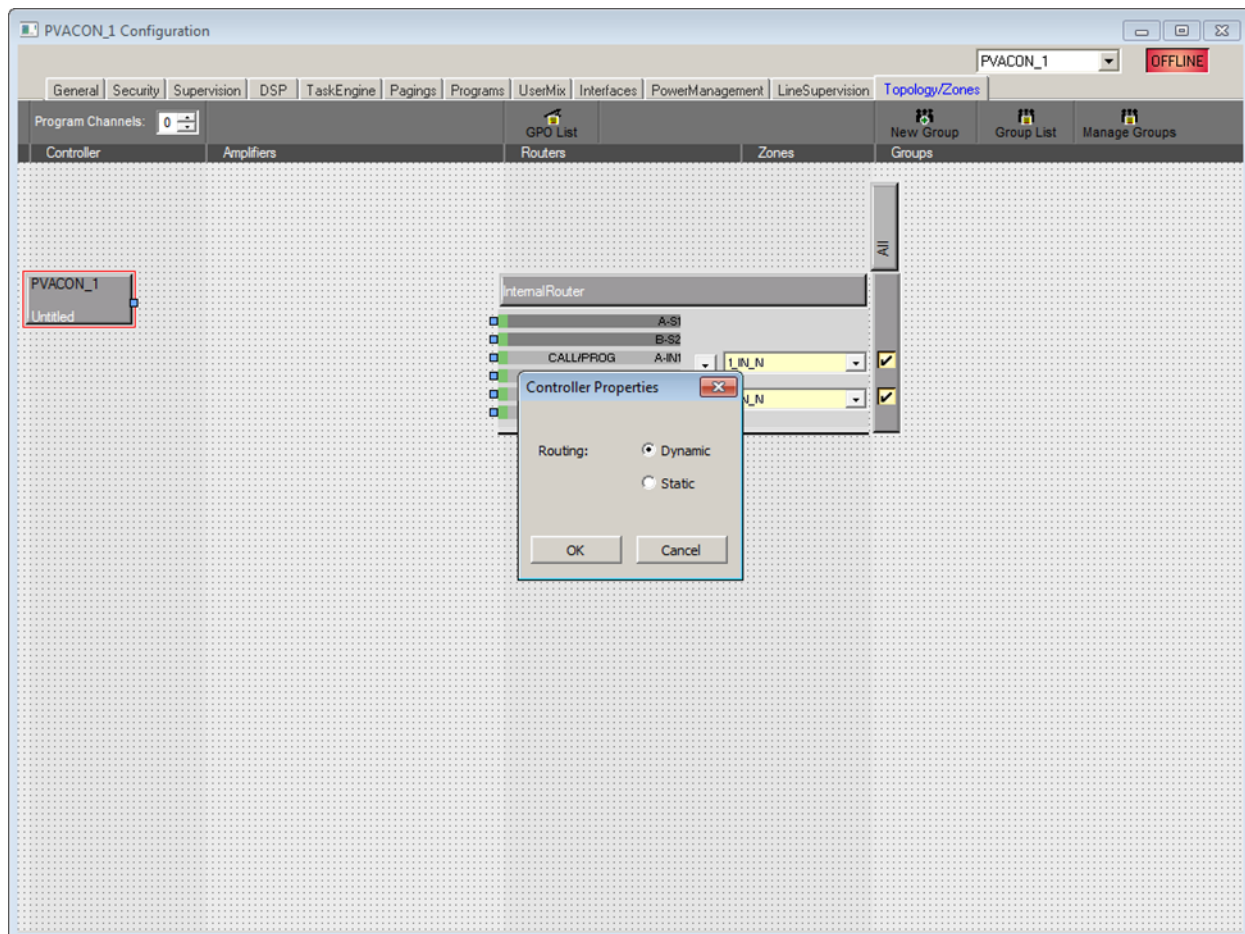 PVACON_1 Configuration
PVACON_1 OFFLINE
General Security Supervision DSP TaskEngine Pagings Programs UserMix Interfaces PowerManagement LineSupervision Topology/Zones
Program Channels: 0 GPO List New Group Group List Manage Groups
Controller Amplifiers Routers Zones Groups
All
PVACON_1
Untitled
InternalRouter
A-S1
B-S2
CALL/PROG A-IN1 1_IN_N
Controller Properties
Routing: Dynamic
Static
OK Cancel